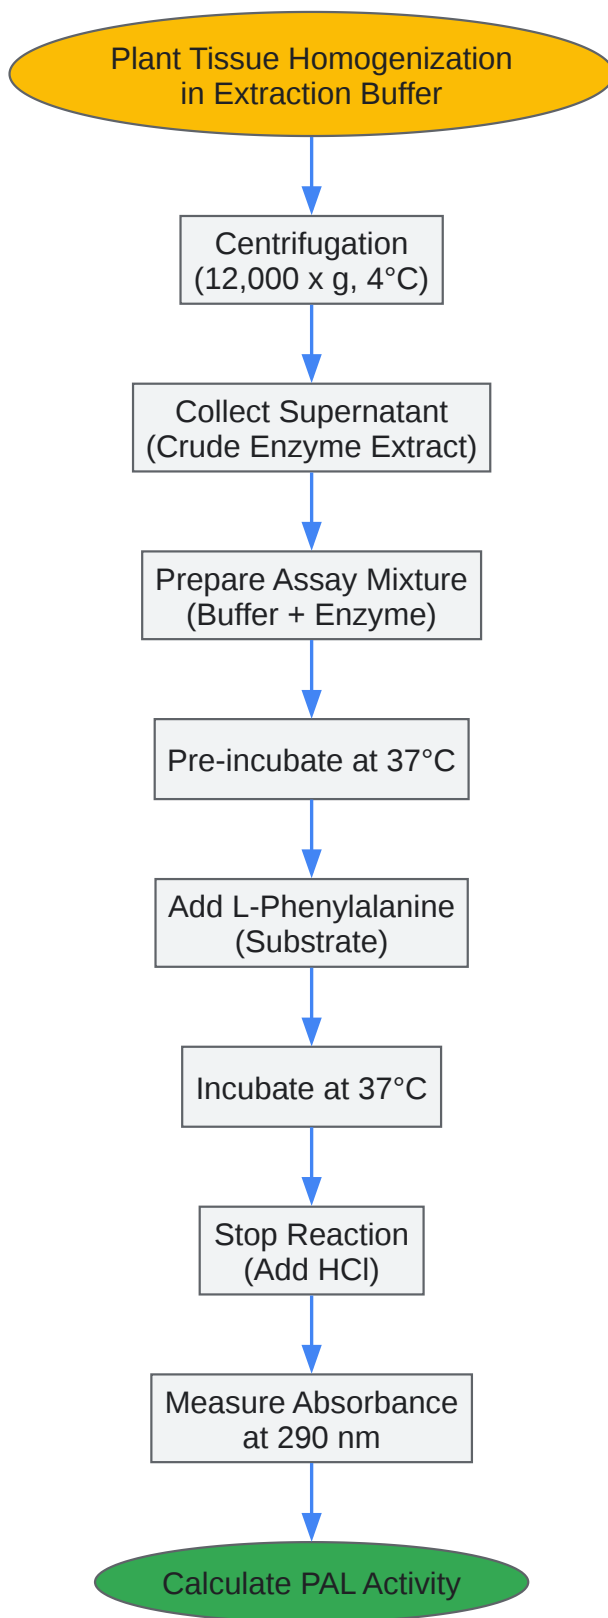 Plant Tissue Homogenization
in Extraction Buffer
Centrifugation
(12,000 x g, 4°C)
Collect Supernatant
(Crude Enzyme Extract)
Prepare Assay Mixture
(Buffer + Enzyme)
Pre-incubate at 37°C
Add L-Phenylalanine
(Substrate)
Incubate at 37°C
Stop Reaction
(Add HCl)
Measure Absorbance
at 290 nm
Calculate PAL Activity